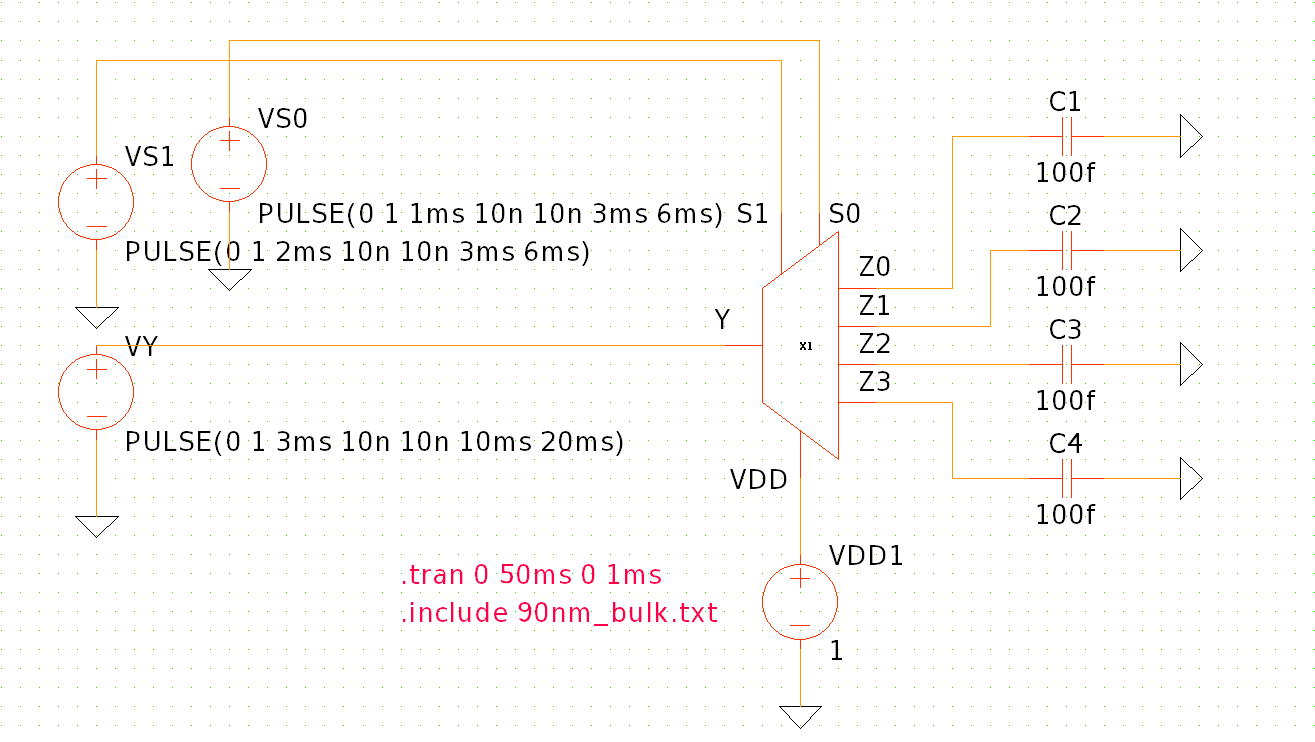 C1
VS0
VS1
100f
PULSE(0 1 1ms 10n 10n 3ms 6ms)
S1
S0
C2
PULSE(0 1 2ms 10n 10n 3ms 6ms)
Z0
100f
Z1
Y
C3
VY
X1
Z2
Z3
100f
PULSE(0 1 3ms 10n 10n 10ms 20ms)
C4
VDD
100f
VDD1
.tran 0 50ms 0 1ms
.include 90nm_bulk.txt
1